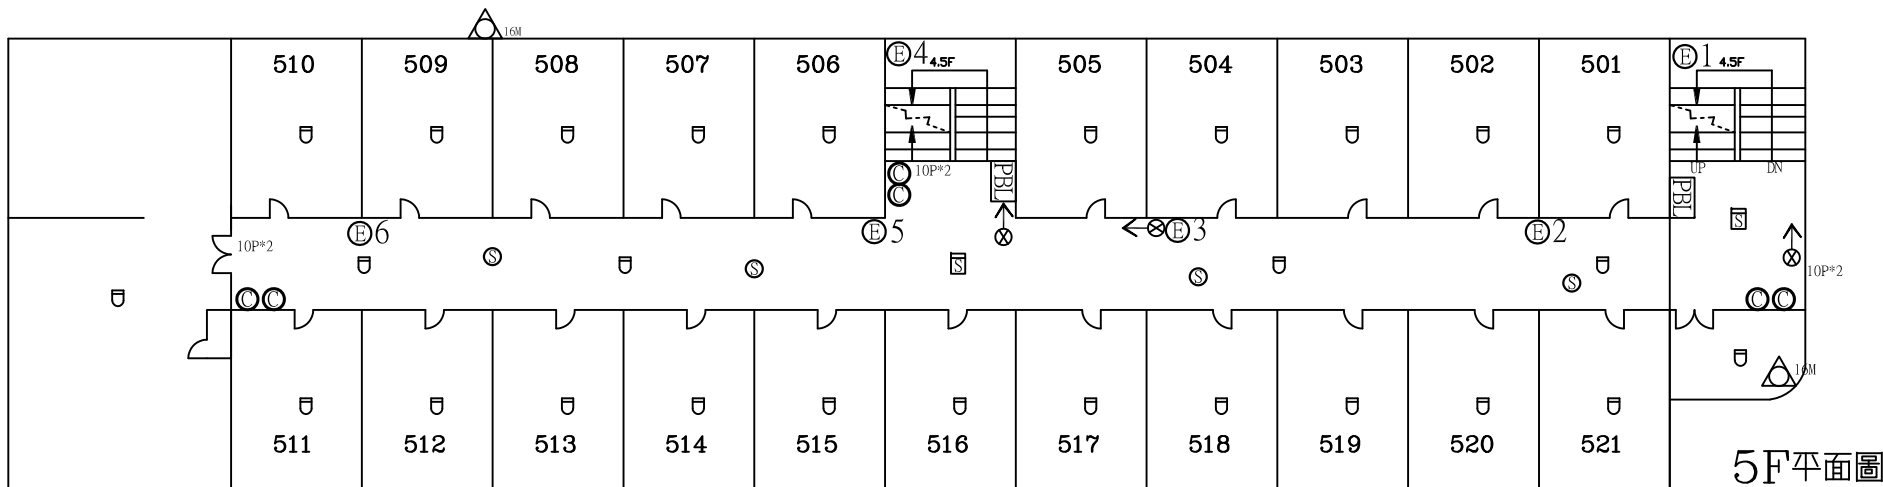 16M
510 509 508 507 506 E4 4.5F 505 504 503 502 501 E1 4.5F
C 10P*2 PBL UP DN
C PBL
E6 E5 E3 E2 S
10P*2 S S S S S 10P*2
C C C C
16M
511 512 513 514 515 516 517 518 519 520 521
5F平面圖